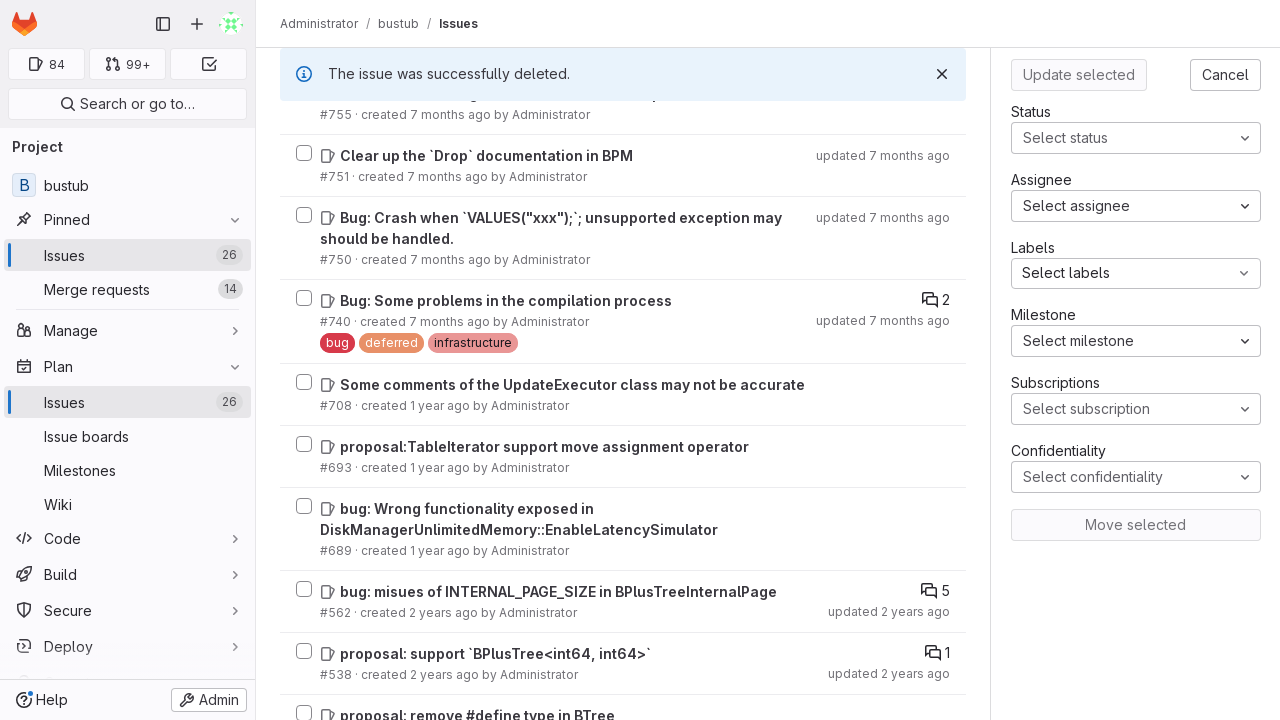 Administrator / bustub / Issues
84
99+
Search or go to…
Project
B bustub
Pinned
Issues 26
Merge requests 14
Manage
Plan
Issues 26
Issue boards
Milestones
Wiki
Code
Build
Secure
Deploy
Help
Admin
The issue was successfully deleted.
#755 · created 7 months ago by Administrator
Clear up the `Drop` documentation in BPM
updated 7 months ago
#751 · created 7 months ago by Administrator
Bug: Crash when `VALUES("xxx");`; unsupported exception may
should be handled.
updated 7 months ago
#750 · created 7 months ago by Administrator
Bug: Some problems in the compilation process
2
#740 · created 7 months ago by Administrator
updated 7 months ago
bug deferred infrastructure
Some comments of the UpdateExecutor class may not be accurate
#708 · created 1 year ago by Administrator
proposal:TableIterator support move assignment operator
#693 · created 1 year ago by Administrator
bug: Wrong functionality exposed in
DiskManagerUnlimitedMemory::EnableLatencySimulator
#689 · created 1 year ago by Administrator
bug: misues of INTERNAL_PAGE_SIZE in BPlusTreeInternalPage
5
#562 · created 2 years ago by Administrator
updated 2 years ago
proposal: support `BPlusTree<int64, int64>`
1
#538 · created 2 years ago by Administrator
updated 2 years ago
proposal: remove #define type in BTree
Update selected
Cancel
Status
Select status
Assignee
Select assignee
Labels
Select labels
Milestone
Select milestone
Subscriptions
Select subscription
Confidentiality
Select confidentiality
Move selected